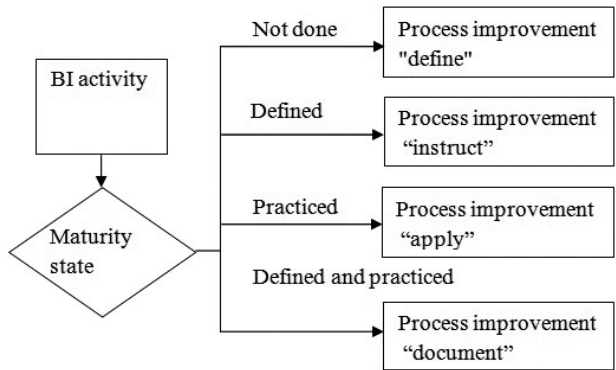 BI activity
Maturity
state
Not done
Process improvement
"define"
Defined
Process improvement
“instruct”
Practiced
Process improvement
“apply”
Defined and practiced
Process improvement
“document”